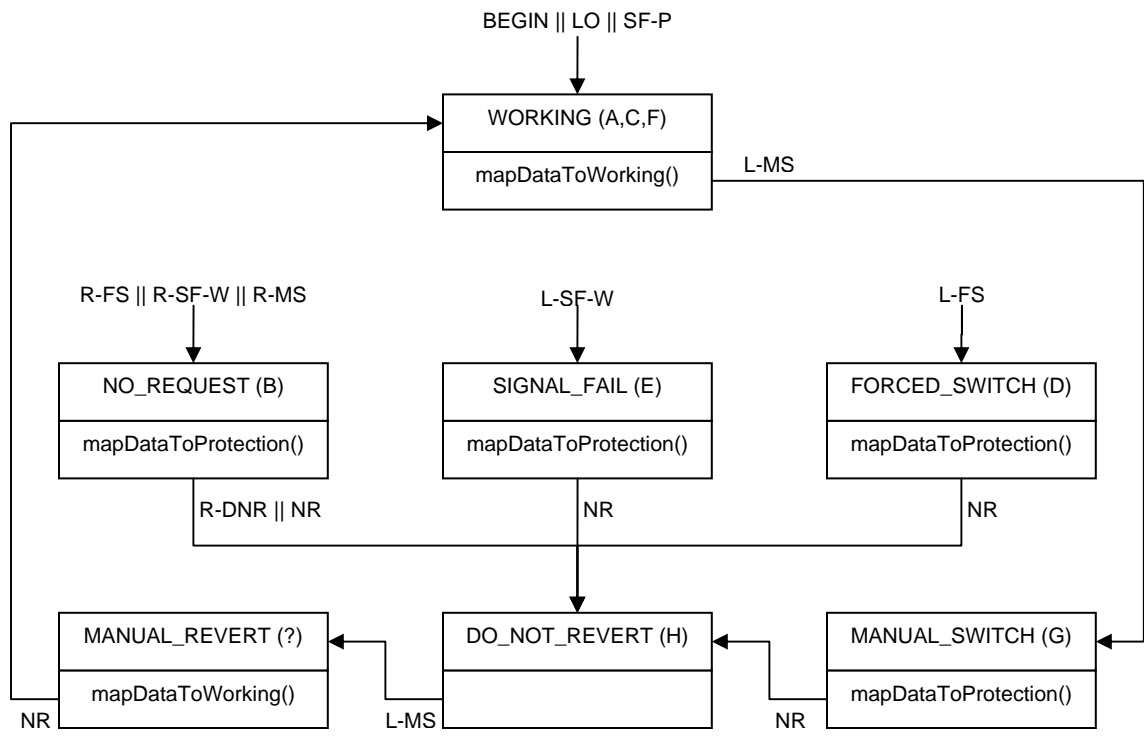 BEGIN || LO || SF-P
WORKING (A,C,F)
mapDataToWorking()
L-MS
R-FS || R-SF-W || R-MS
L-SF-W
L-FS
NO_REQUEST (B)
SIGNAL_FAIL (E)
FORCED_SWITCH (D)
mapDataToProtection()
mapDataToProtection()
mapDataToProtection()
R-DNR || NR
NR
NR
MANUAL_REVERT (?)
DO_NOT_REVERT (H)
MANUAL_SWITCH (G)
mapDataToWorking()
mapDataToProtection()
NR
L-MS
NR